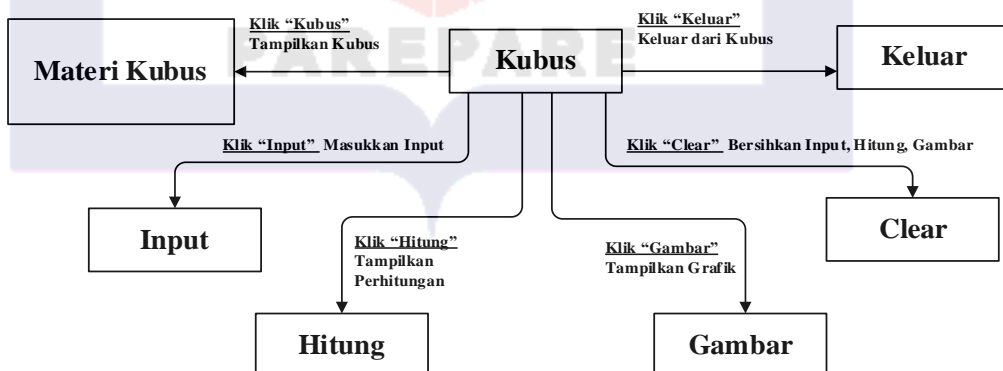 Klik “Kubus”
Tampilkan Kubus
Klik “Keluar”
Keluar dari Kubus
Materi Kubus
Kubus
Keluar
PAREPARE
Klik “Input” Masukkan Input
Klik “Clear” Bersihkan Input, Hitung, Gambar
Input
Clear
Klik “Hitung”
Tampilkan
Perhitungan
Klik “Gambar”
Tampilkan Grafik
Hitung
Gambar